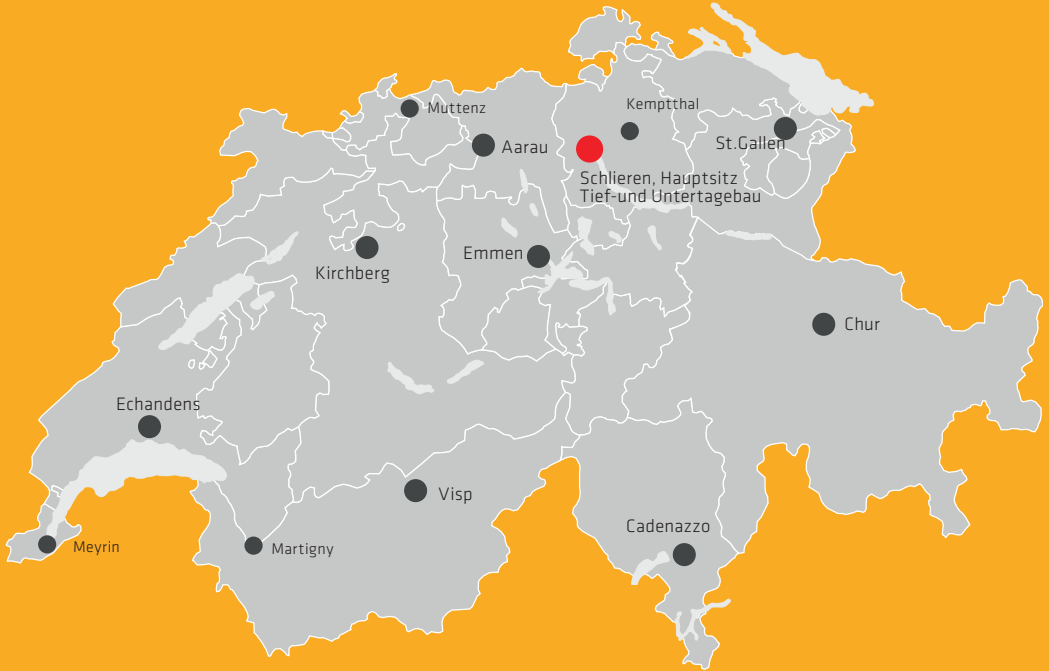 Kemptthal
Muttenz
Aarau
St.Gallen
Schlieren, Hauptsitz
Tief-und Untertagebau
Emmen
Kirchberg
Chur
Echandens
Visp
Cadenazzo
Meyrin
Martigny